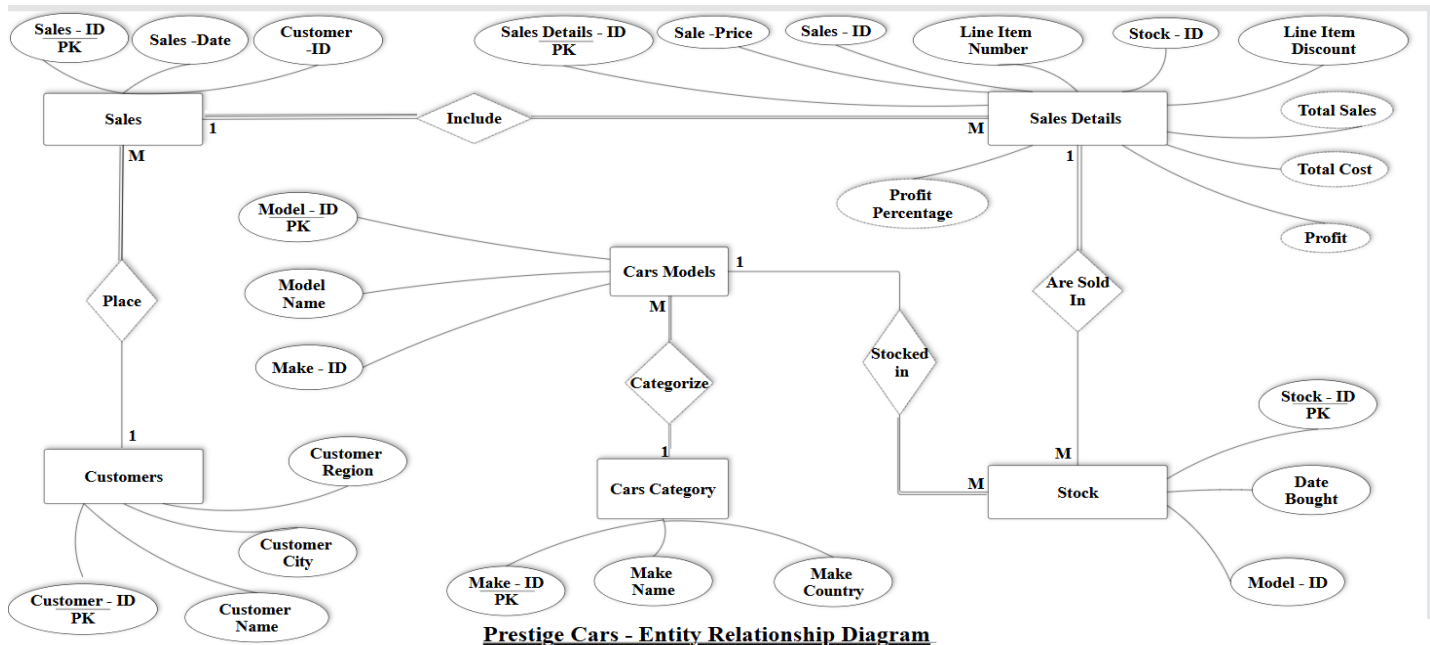 Sales - ID
PK
Sales -Date
Customer
-ID
Sales Details - ID
PK
Sale -Price
Sales - ID
Line Item
Number
Stock - ID
Line Item
Discount
Sales
1
Include
M
Sales Details
Total Sales
M
1
Total Cost
Profit
Percentage
Profit
Model - ID
PK
Model
Name
Make - ID
Cars Models
1
M
Place
Are Sold
In
Stocked
in
Categorize
1
Customers
Customer
Region
Customer
City
Customer - ID
PK
Customer
Name
1
Cars Category
Make - ID
PK
Make
Name
Make
Country
M
M
Stock
Stock - ID
PK
Date
Bought
Model - ID
Prestige Cars - Entity Relationship Diagram